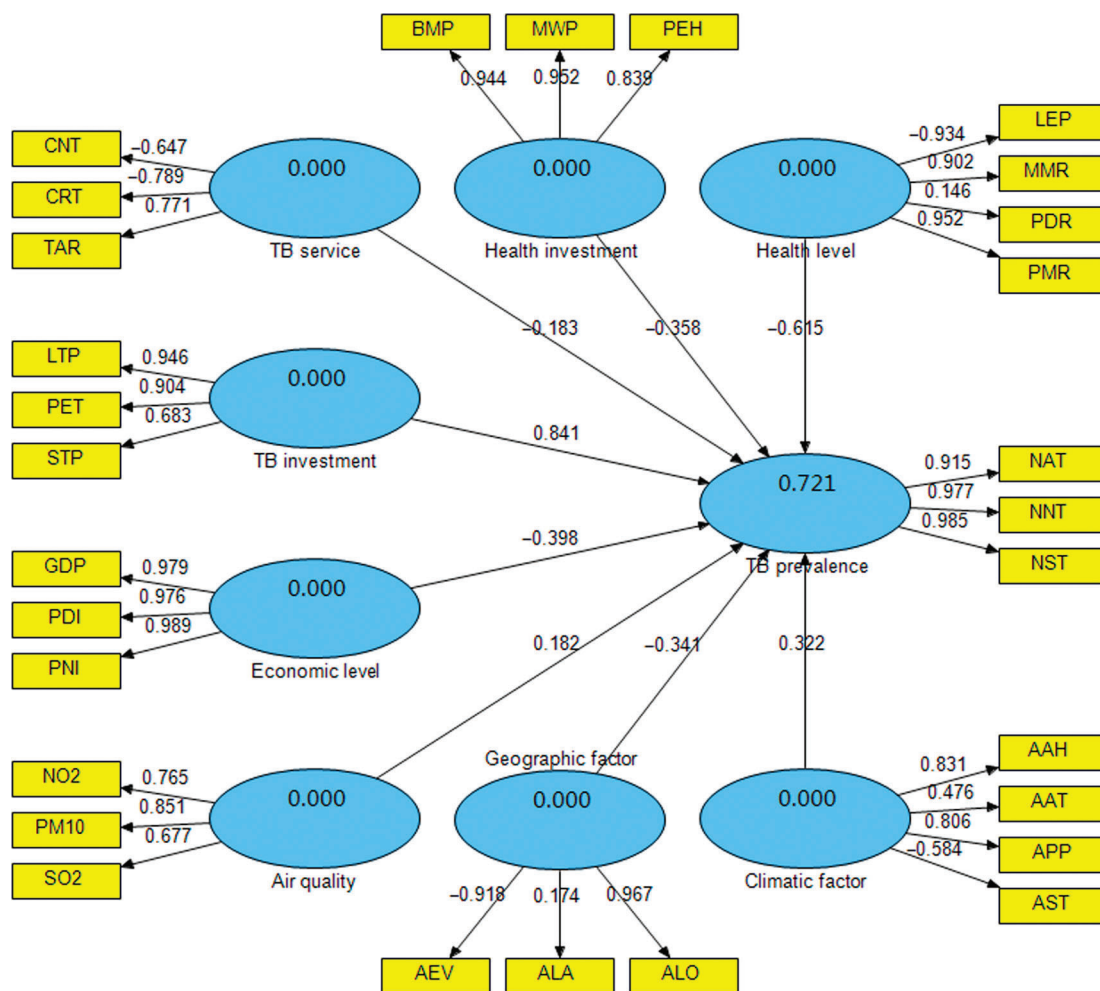 BMP MWP PEH
0.944 0.952 0.839
CNT −0.647
CRT −0.789
TAR 0.771
0.000
TB service
0.000
Health investment
0.000
Health level
−0.934 LEP
0.902 MMR
0.146 PDR
0.952 PMR
−0.183 −0.358 −0.615
LTP 0.946
PET 0.904
STP 0.683
0.000
TB investment
0.841
0.721
TB prevalence
0.915 NAT
0.977 NNT
0.985 NST
GDP 0.979
PDI 0.976
PNI 0.989
0.000
Economic level
−0.398
0.182 −0.341 0.322
NO2 0.765
PM10 0.851
SO2 0.677
0.000
Air quality
Geographic factor
0.000
0.000
Climatic factor
0.831 AAH
0.476 AAT
0.806 APP
−0.584 AST
−0.918 0.174 0.967
AEV ALA ALO